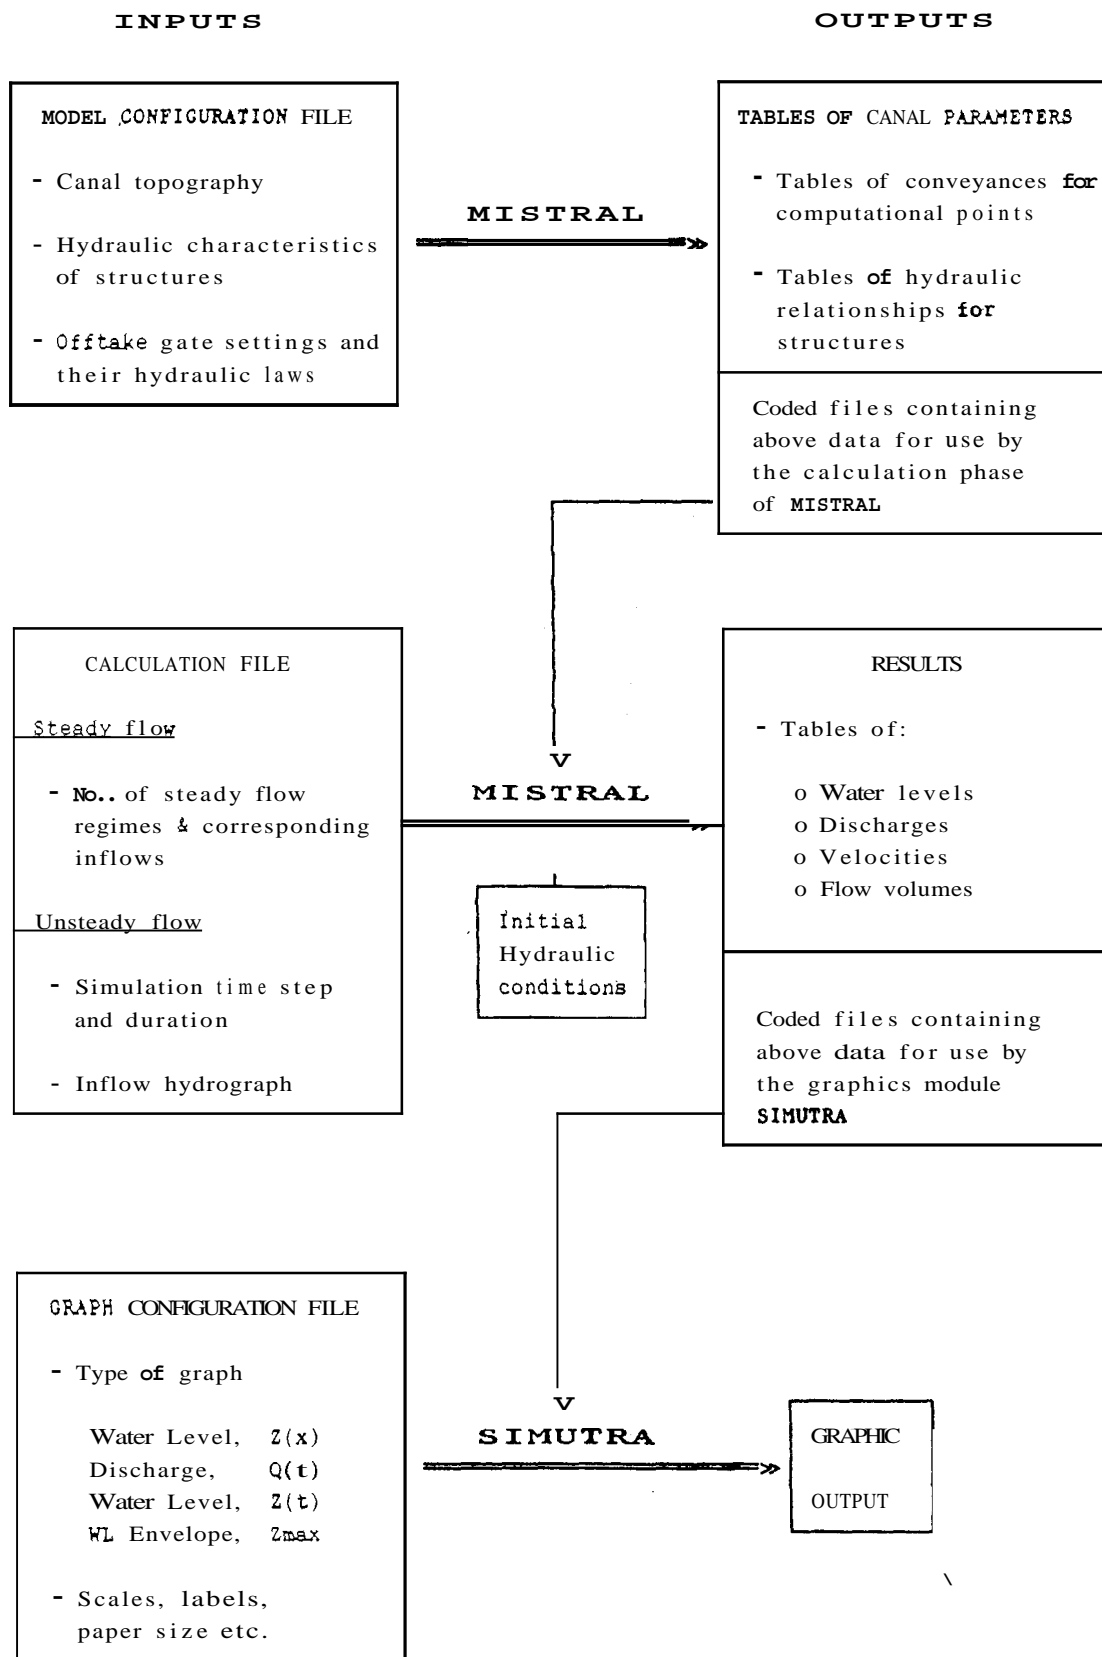 INPUTS
OUTPUTS
MODEL CONFIGURATION FILE
- Canal topography
- Hydraulic characteristics
of structures
- Offtake gate settings and
their hydraulic laws
MISTRAL
TABLES OF CANAL PARAMETERS
- Tables of conveyances for
computational points
- Tables of hydraulic
relationships for
structures
Coded files containing
above data for use by
the calculation phase
of MISTRAL
CALCULATION FILE
Steady flow
- No.. of steady flow
regimes & corresponding
inflows
Unsteady flow
- Simulation time step
and duration
- Inflow hydrograph
V
MISTRAL
Initial
Hydraulic
conditions
RESULTS
- Tables of:
o Water levels
o Discharges
o Velocities
o Flow volumes
Coded files containing
above data for use by
the graphics module
SIMUTRA
GRAPH CONFIGURATION FILE
- Type of graph
Water Level, Z(x)
Discharge, Q(t)
Water Level, Z(t)
WL Envelope, Zmax
- Scales, labels,
paper size etc.
V
SIMUTRA
GRAPHIC
OUTPUT